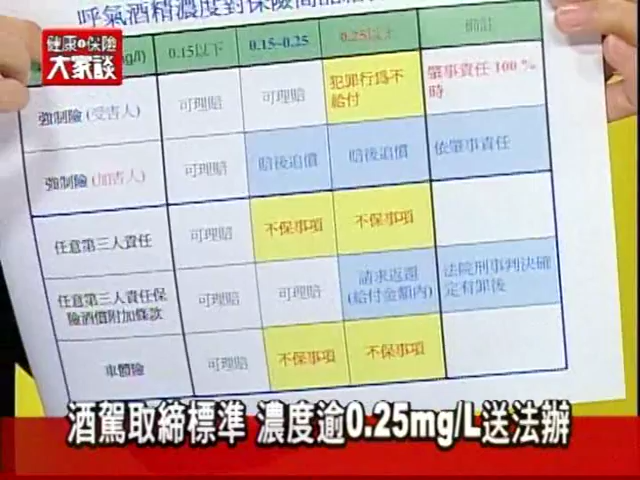 呼氣酒精濃度對保險商品給
健康&保險
大家談
g/l)
0.15以下
0.15~0.25
0.25以上
備註
強制險(受害人)
可理賠
可理賠
犯罪行為不
給付
肇事責任 100 %
時
強制險(加害人)
可理賠
賠後追償
賠後追償
依肇事責任
任意第三人責任
可理賠
不保事項
不保事項
任意第三人責任保
險酒償附加條款
可理賠
可理賠
請求返還
(給付金額內)
法院刑事判決確
定有罪後
車體險
可理賠
不保事項
不保事項
酒駕取締標準 濃度逾0.25mg/L送法辦